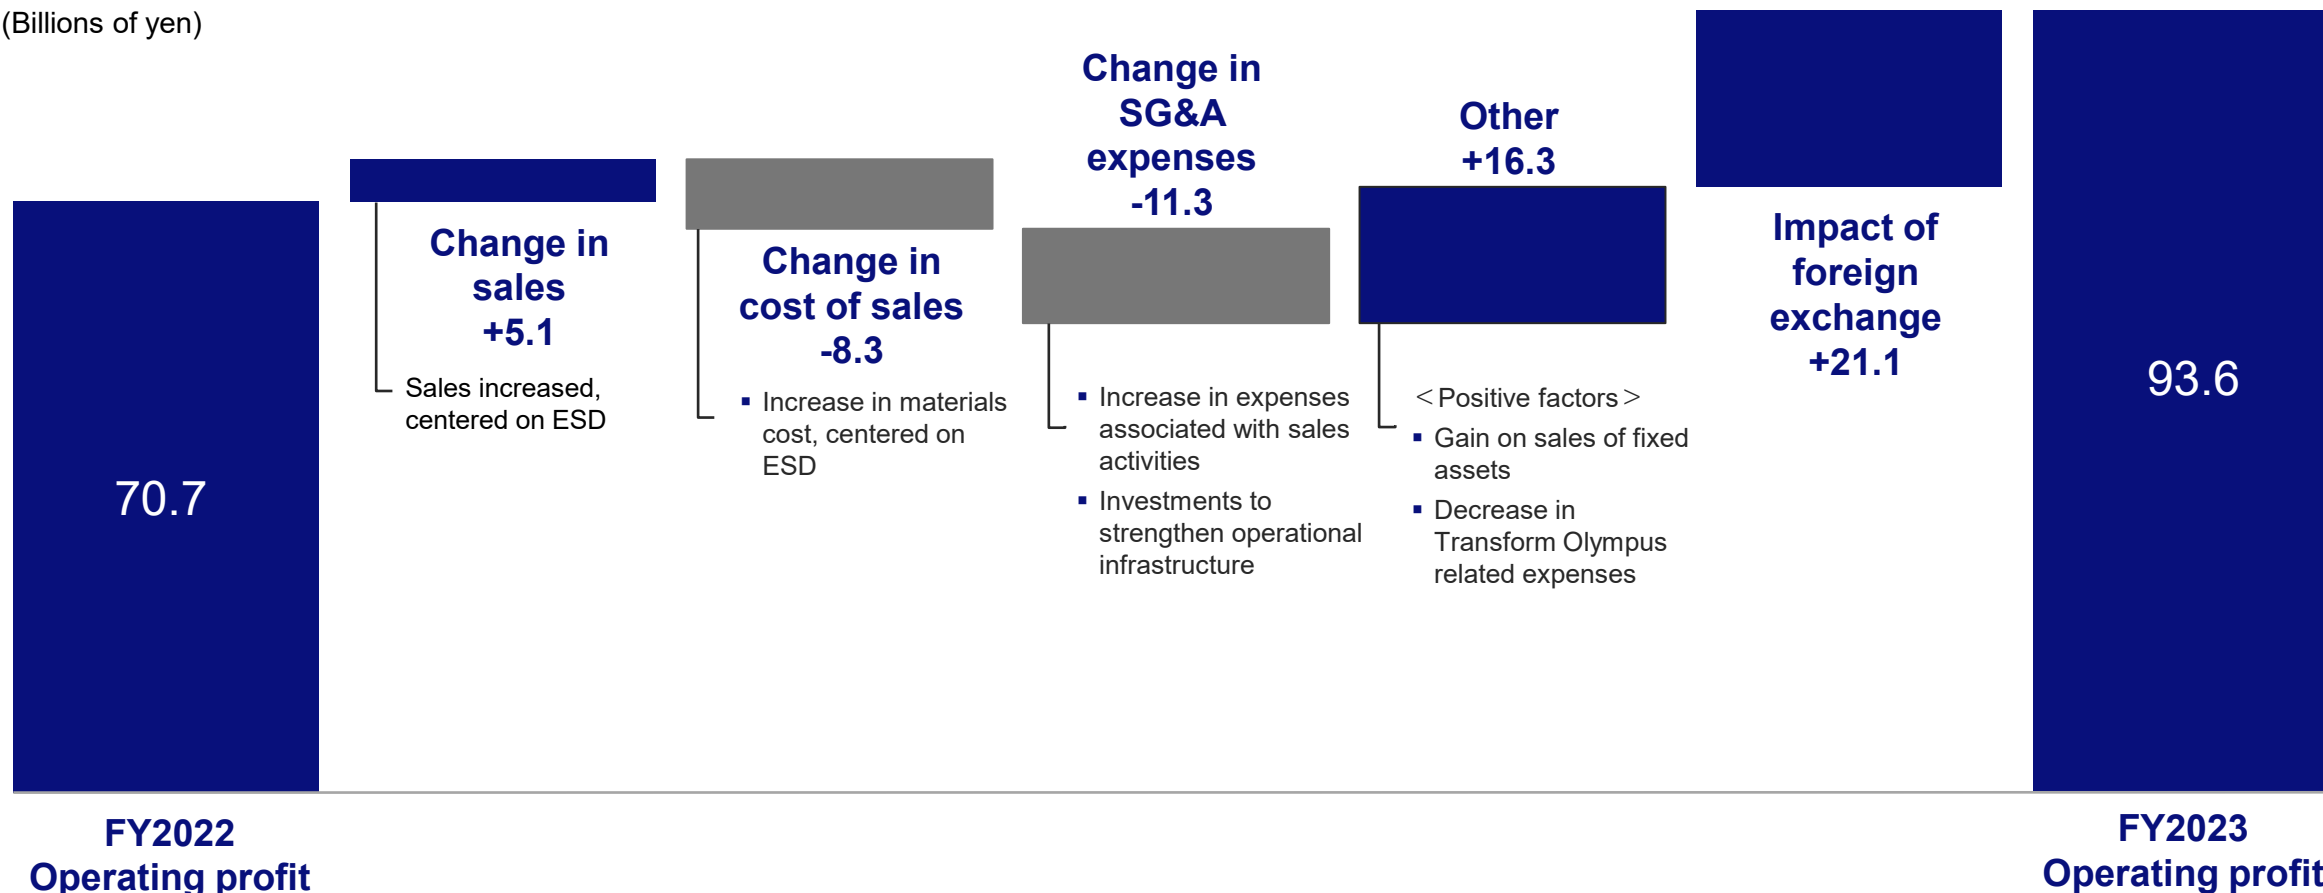 (Billions of yen)
70.7
FY2022
Operating profit
Change in
sales
+5.1
Sales increased,
centered on ESD
Change in
cost of sales
-8.3
▪ Increase in materials
cost, centered on
ESD
Change in
SG&A
expenses
-11.3
▪ Increase in expenses
associated with sales
activities
▪ Investments to
strengthen operational
infrastructure
Other
+16.3
＜Positive factors＞
▪ Gain on sales of fixed
assets
▪ Decrease in
Transform Olympus
related expenses
Impact of
foreign
exchange
+21.1
93.6
FY2023
Operating profit